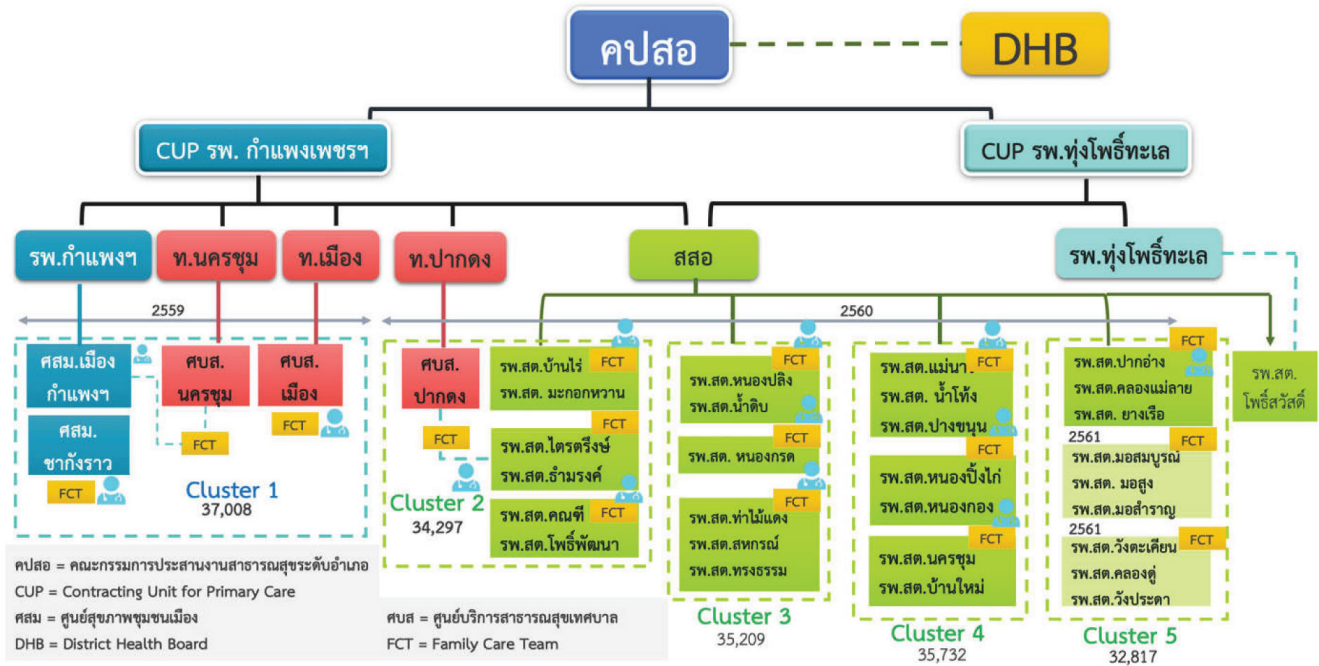 คปสอ
DHB
CUP รพ. กำแพงเพชรฯ
CUP รพ.ทุ่งโพธิ์ทะเล
รพ.กำแพงฯ
ท.นครชุม
ท.เมือง
ท.ปากดง
สสอ
รพ.ทุ่งโพธิ์ทะเล
2559
2560
ศสม.เมือง
กำแพงฯ
ศสม.
ชากังราว
FCT
ศบส.
นครชุม
FCT
ศบส.
เมือง
FCT
Cluster 1
37,008
ศบส.
ปากดง
FCT
Cluster 2
34,297
FCT
รพ.สต.บ้านไร่
รพ.สต. มะกอกหวาน
FCT
รพ.สต.ไตรตรึงษ์
รพ.สต.ธำมรงค์
FCT
รพ.สต.คณฑี
รพ.สต.โพธิ์พัฒนา
FCT
รพ.สต.หนองปลิง
รพ.สต.น้ำดิบ
FCT
รพ.สต. หนองกรด
FCT
รพ.สต.ท่าไม้แดง
รพ.สต.สหกรณ์
รพ.สต.ทรงธรรม
Cluster 3
35,209
FCT
รพ.สต.แม่นา
รพ.สต. น้ำโท้ง
รพ.สต.ปางขนุน
FCT
รพ.สต.หนองปิ้งไก่
รพ.สต.หนองกอง
FCT
รพ.สต.นครชุม
รพ.สต.บ้านใหม่
Cluster 4
35,732
FCT
รพ.สต.ปากอ่าง
รพ.สต.คลองแม่ลาย
รพ.สต. ยางเรือ
2561
FCT
รพ.สต.มอสมบูรณ์
รพ.สต. มอสูง
รพ.สต.มอสำราญ
2561
FCT
รพ.สต.วังตะเคียน
รพ.สต.คลองดู่
รพ.สต.วังประดา
Cluster 5
32,817
รพ.สต.
โพธิ์สวัสดิ์
คปสอ = คณะกรรมการประสานงานสาธารณสุขระดับอำเภอ
CUP = Contracting Unit for Primary Care
ศสม = ศูนย์สุขภาพชุมชนเมือง
DHB = District Health Board
ศบส = ศูนย์บริการสาธารณสุขเทศบาล
FCT = Family Care Team